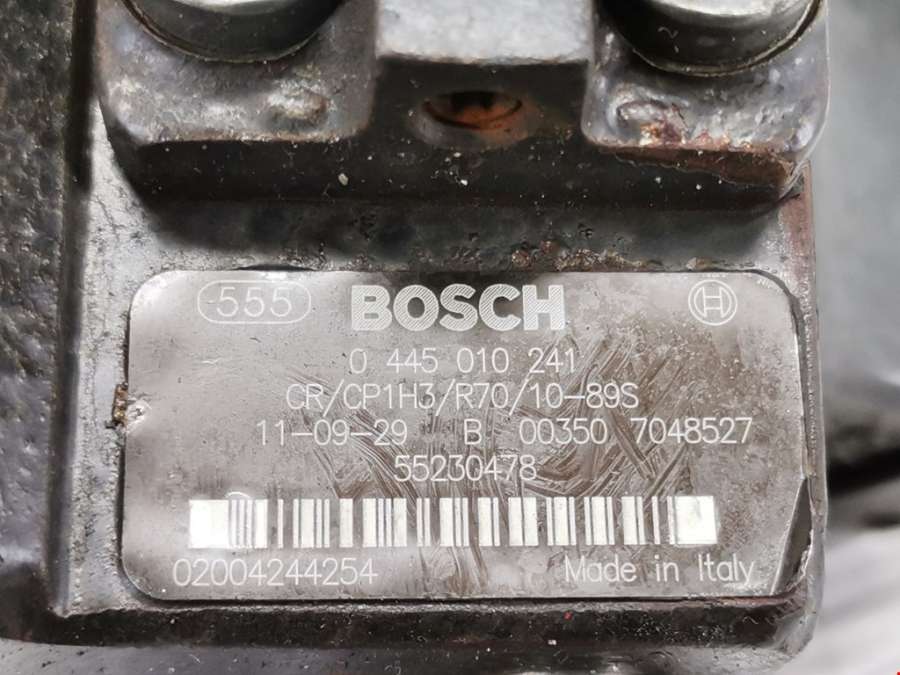 555 BOSCH H
0 445 010 241
CR/CP1H3/R70/10-89S
11-09-29 B 00350 7048527
55230478
02004244254 Made in Italy